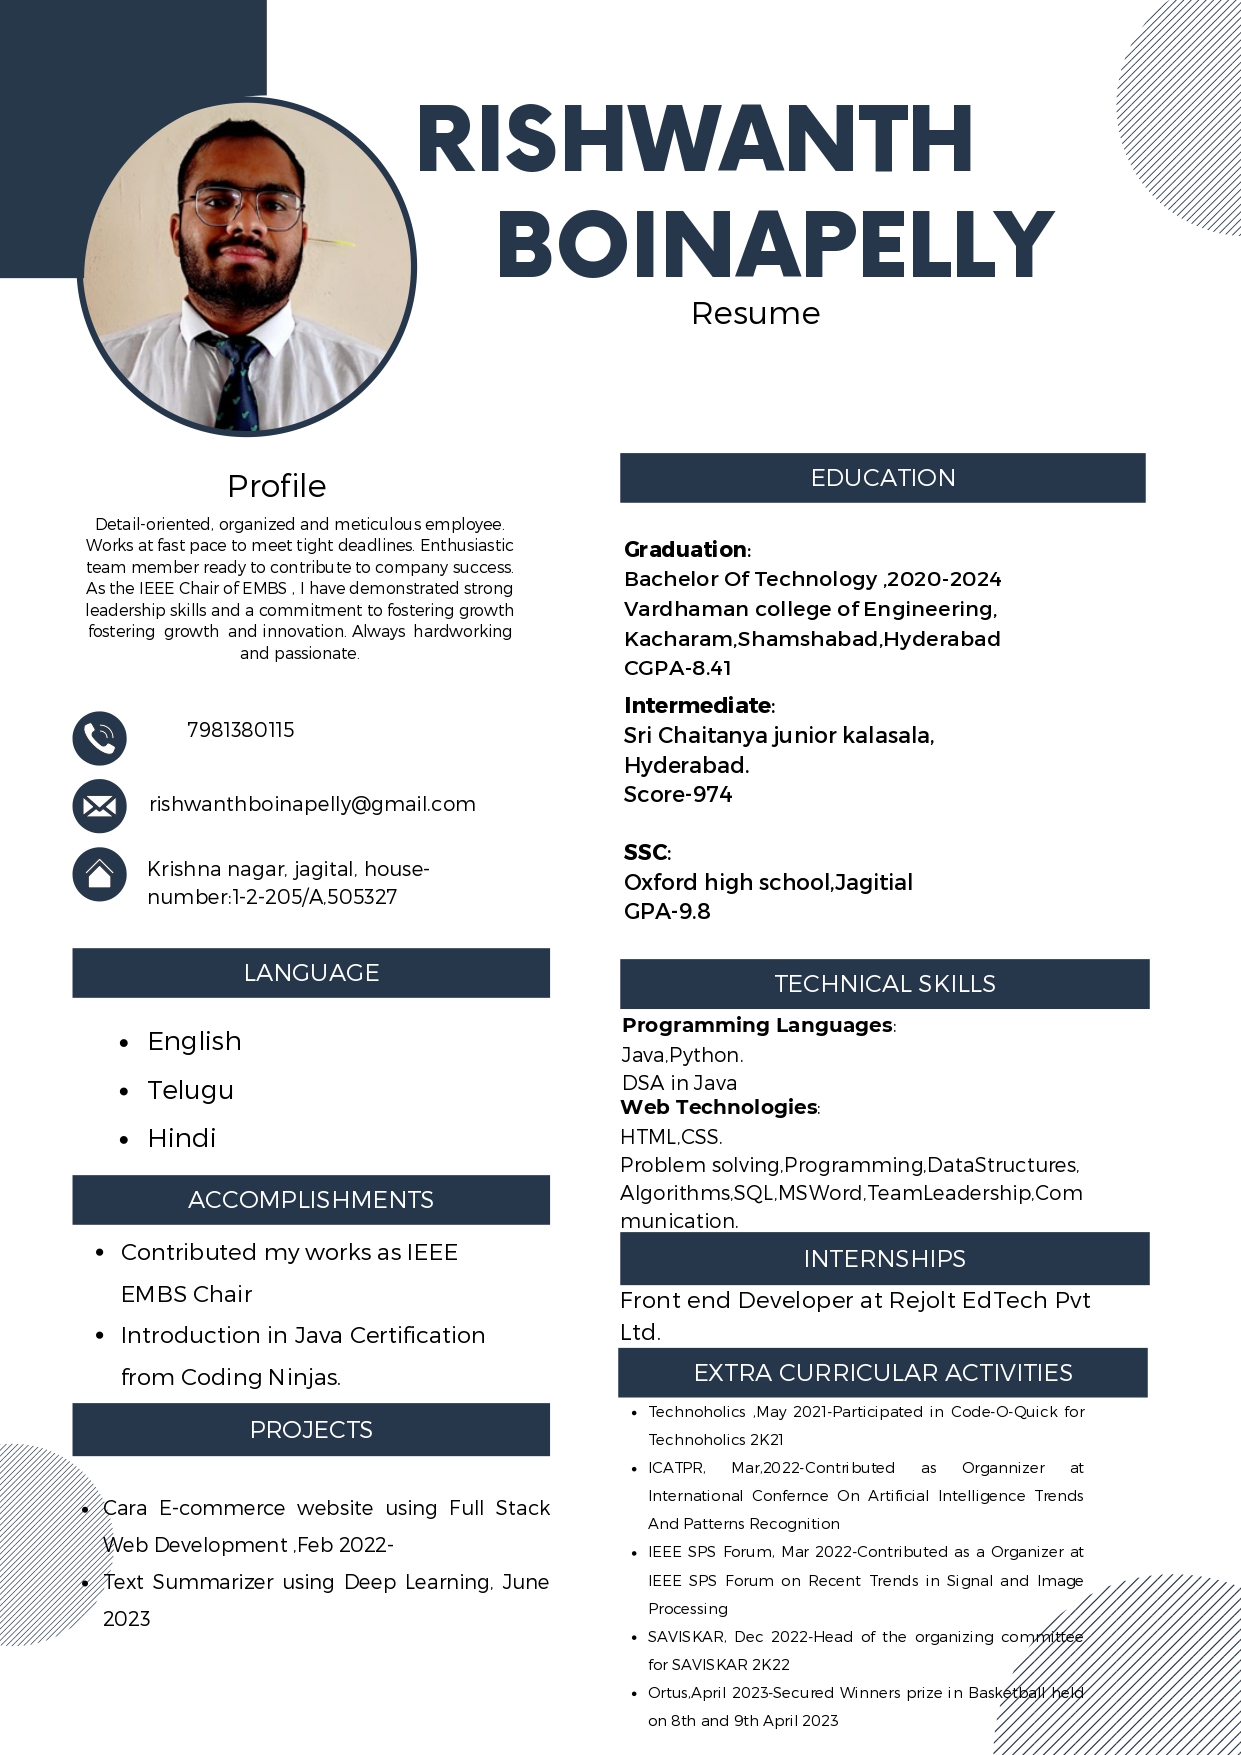 RISHWANTH
BOINAPELLY
Resume
Profile
Detail-oriented, organized and meticulous employee.
Works at fast pace to meet tight deadlines. Enthusiastic
team member ready to contribute to company success.
As the IEEE Chair of EMBS , I have demonstrated strong
leadership skills and a commitment to fostering growth
fostering growth and innovation. Always hardworking
and passionate.
7981380115
rishwanthboinapelly@gmail.com
Krishna nagar, jagital, house-
number:1-2-205/A,505327
LANGUAGE
• English
• Telugu
• Hindi
ACCOMPLISHMENTS
• Contributed my works as IEEE
EMBS Chair
• Introduction in Java Certification
from Coding Ninjas.
PROJECTS
• Cara E-commerce website using Full Stack
Web Development ,Feb 2022-
• Text Summarizer using Deep Learning, June
2023
EDUCATION
Graduation:
Bachelor Of Technology ,2020-2024
Vardhaman college of Engineering,
Kacharam,Shamshabad,Hyderabad
CGPA-8.41
Intermediate:
Sri Chaitanya junior kalasala,
Hyderabad.
Score-974
SSC:
Oxford high school,Jagitial
GPA-9.8
TECHNICAL SKILLS
Programming Languages:
Java,Python.
DSA in Java
Web Technologies:
HTML,CSS.
Problem solving,Programming,DataStructures,
Algorithms,SQL,MSWord,TeamLeadership,Com
munication.
INTERNSHIPS
Front end Developer at Rejolt EdTech Pvt
Ltd.
EXTRA CURRICULAR ACTIVITIES
• Technoholics ,May 2021-Participated in Code-O-Quick for
Technoholics 2K21
• ICATPR, Mar,2022-Contributed as Organnizer at
International Confernce On Artificial Intelligence Trends
And Patterns Recognition
• IEEE SPS Forum, Mar 2022-Contributed as a Organizer at
IEEE SPS Forum on Recent Trends in Signal and Image
Processing
• SAVISKAR, Dec 2022-Head of the organizing committee
for SAVISKAR 2K22
• Ortus,April 2023-Secured Winners prize in Basketball held
on 8th and 9th April 2023